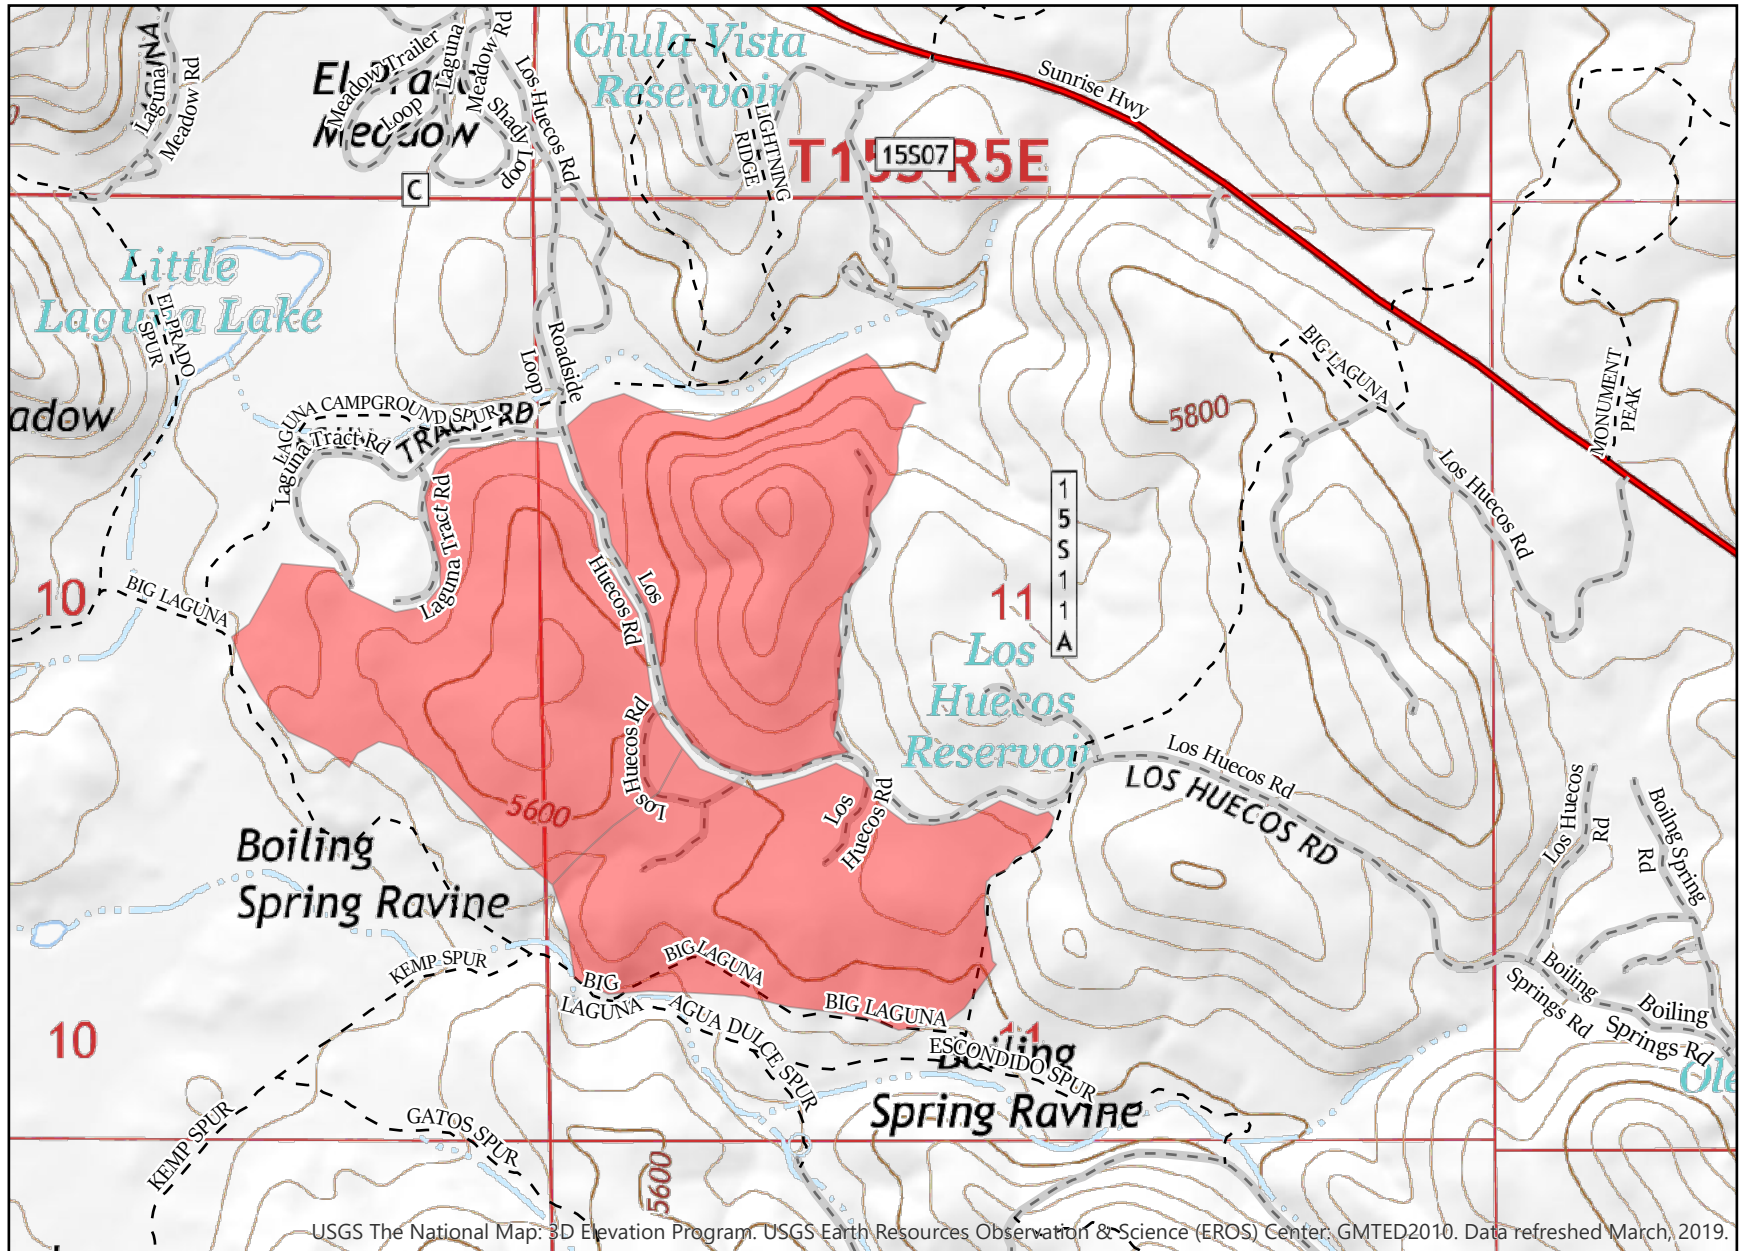 LAGUNA
Laguna
Meadow Rd
El Prado
Meadow
Meadow Trailer
Loop
Laguna
Meadow Rd
Shady Loop
Los Huecos Rd
Chula Vista
Reservoir
LIGHTNING
RIDGE
Sunrise Hwy
T15S R5E
15S07
C
Little
Laguna Lake
EL PRADO
SPUR
Roadside
Loop
BIG LAGUNA
MONUMENT
PEAK
adow
LAGUNA CAMPGROUND SPUR
Laguna Tract Rd
TRACT RD
5800
Los Huecos Rd
Laguna Tract Rd
15S11A
10
BIG LAGUNA
Los
Huecos Rd
11
Los
Huecos
Reservoir
Los Huecos Rd
Los Huecos Rd
LOS HUECOS RD
Los
Huecos Rd
5600
Los Huecos
Rd
Boilng Spring
Rd
Boiling
Spring Ravine
KEMP SPUR
BIG LAGUNA
BIG
LAGUNA
BIG LAGUNA
AGUA DULCE SPUR
Boiling
Springs Rd
Boiling
Springs Rd
10
11
Boiling
Spring Ravine
ESCONDIDO SPUR
Ole
KEMP SPUR
GATOS SPUR
5600
USGS The National Map: 3D Elevation Program. USGS Earth Resources Observation & Science (EROS) Center: GMTED2010. Data refreshed March, 2019.